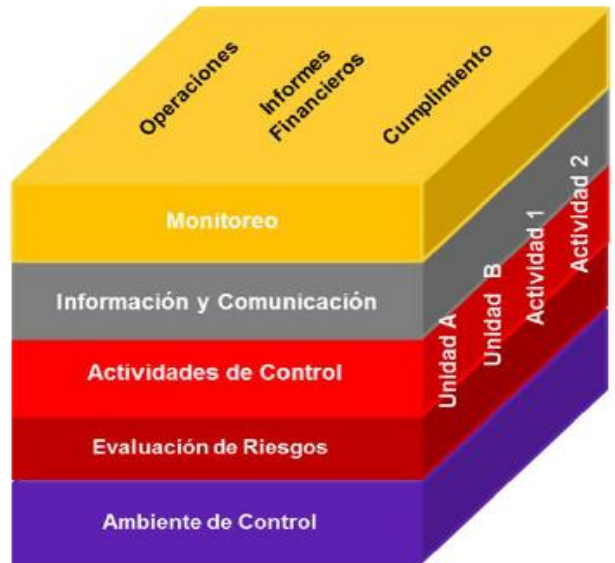 Operaciones
Informes
Financieros
Cumplimiento
Monitoreo
Información y Comunicación
Actividades de Control
Evaluación de Riesgos
Ambiente de Control
Unidad A
Unidad B
Actividad 1
Actividad 2